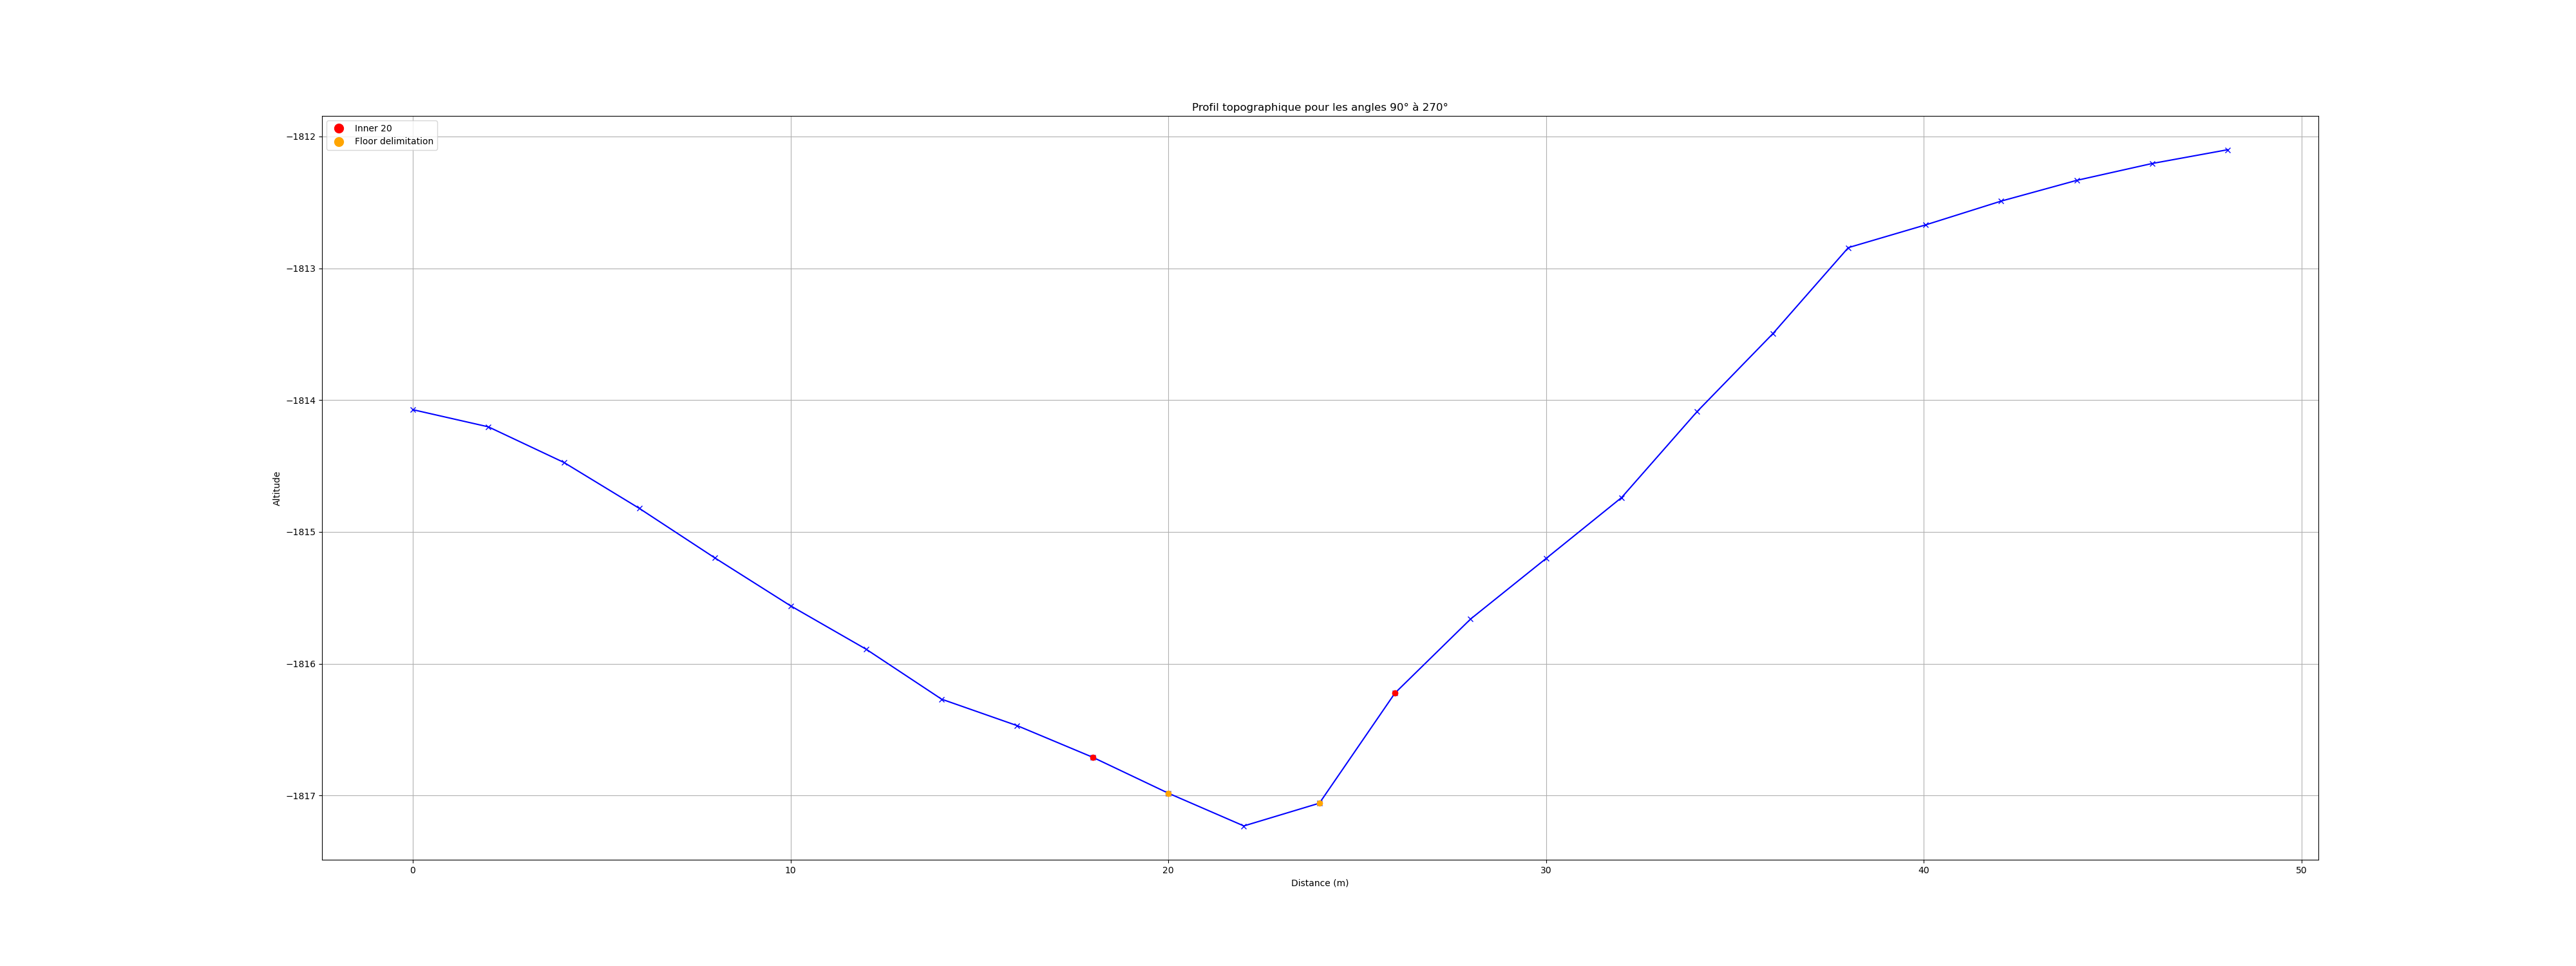 Profil topographique pour les angles 90° à 270°
Inner 20
Floor delimitation
−1812
−1813
−1814
−1815
−1816
−1817
Altitude
0 10 20 30 40 50
Distance (m)